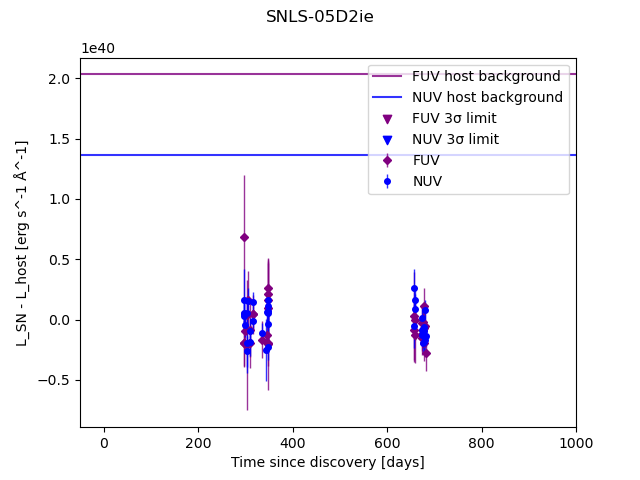 SNLS-05D2ie
1e40
FUV host background
NUV host background
FUV 3σ limit
NUV 3σ limit
FUV
NUV
2.0
1.5
1.0
0.5
0.0
−0.5
L_SN - L_host [erg s^-1 Å^-1]
0 200 400 600 800 1000
Time since discovery [days]